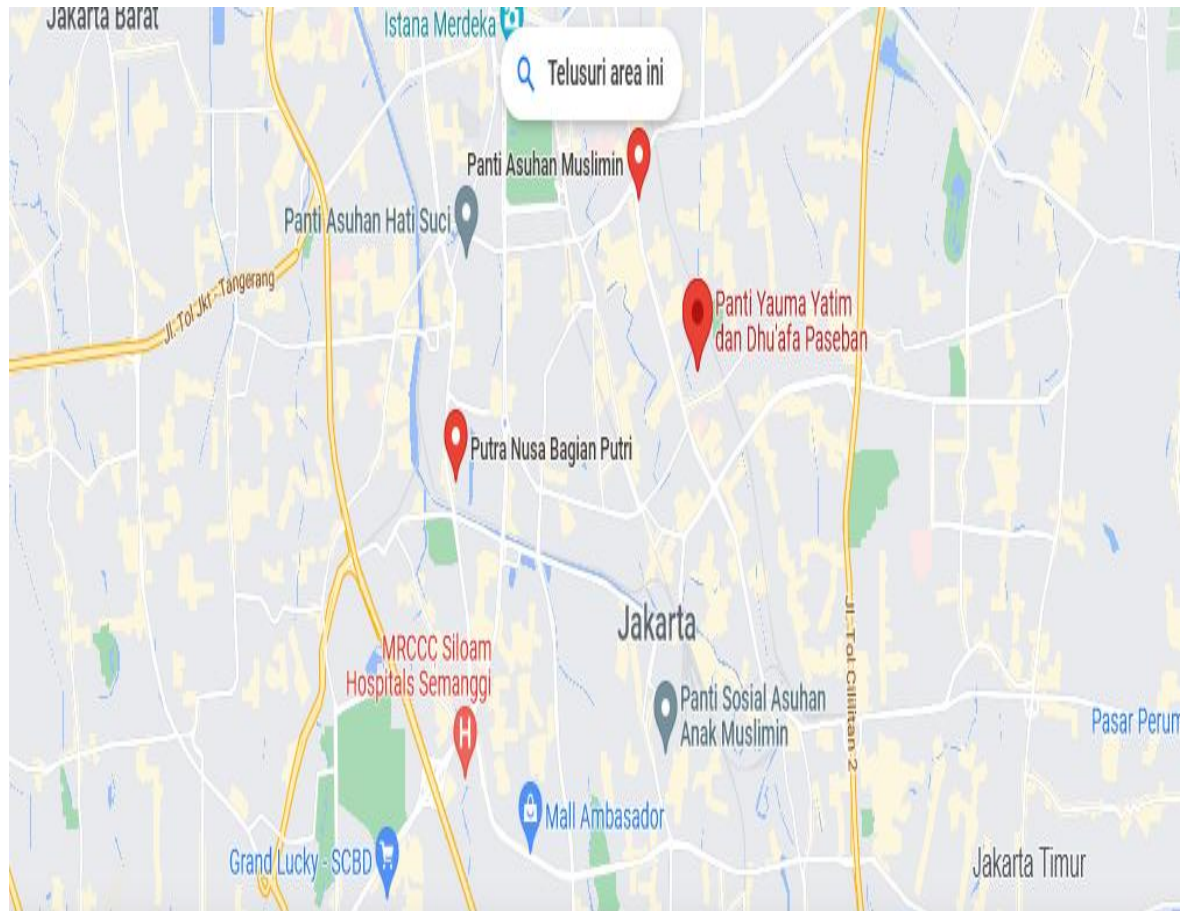 Jakarta Barat
Istana Merdeka
Telusuri area ini
Panti Asuhan Muslimin
Panti Asuhan Hati Suci
Jl. Tol Jkt - Tangerang
Panti Yauma Yatim
dan Dhu'afa Paseban
Putra Nusa Bagian Putri
Jakarta
MRCCC Siloam
Hospitals Semanggi
H
Jl. Tol Cililitan 2
Panti Sosial Asuhan
Anak Muslimin
Pasar Perum
Mall Ambasador
Grand Lucky - SCBD
Jakarta Timur